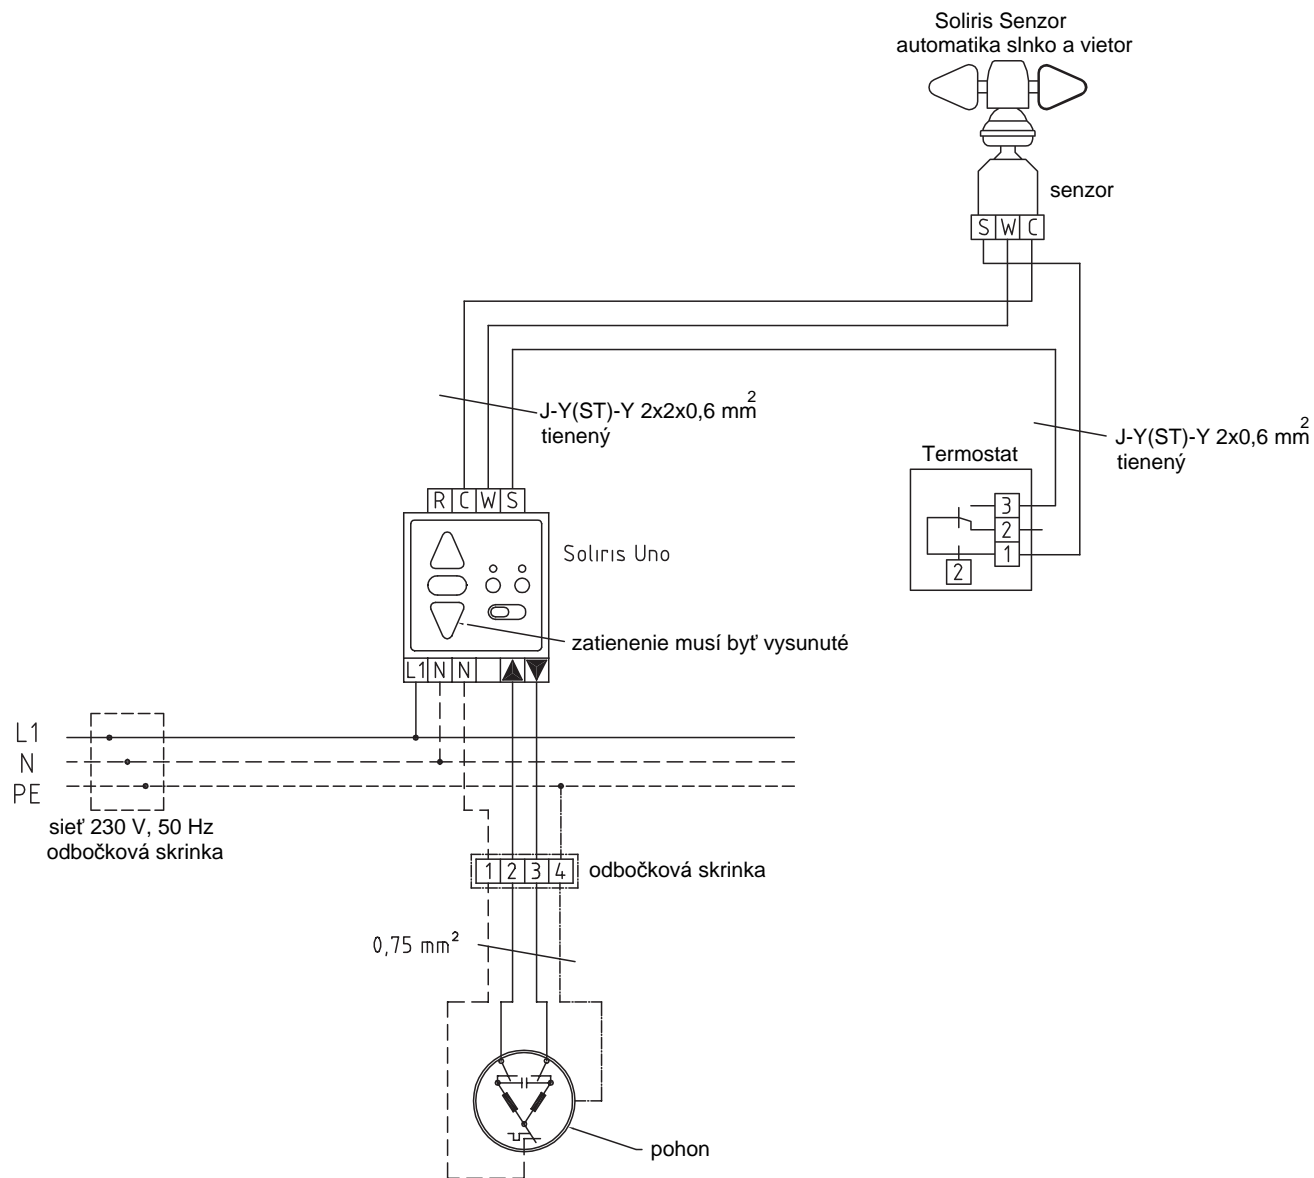 Soliris Senzor
automatika slnko a vietor
senzor
S W C
J-Y(ST)-Y 2x2x0,6 mm²
tienený
J-Y(ST)-Y 2x0,6 mm²
tienený
Termostat
3
2
1
2
R C W S
Soliris Uno
zatienenie musí byť vysunuté
L1 N N
L1
N
PE
sieť 230 V, 50 Hz
odbočková skrinka
1 2 3 4
odbočková skrinka
0,75 mm²
pohon